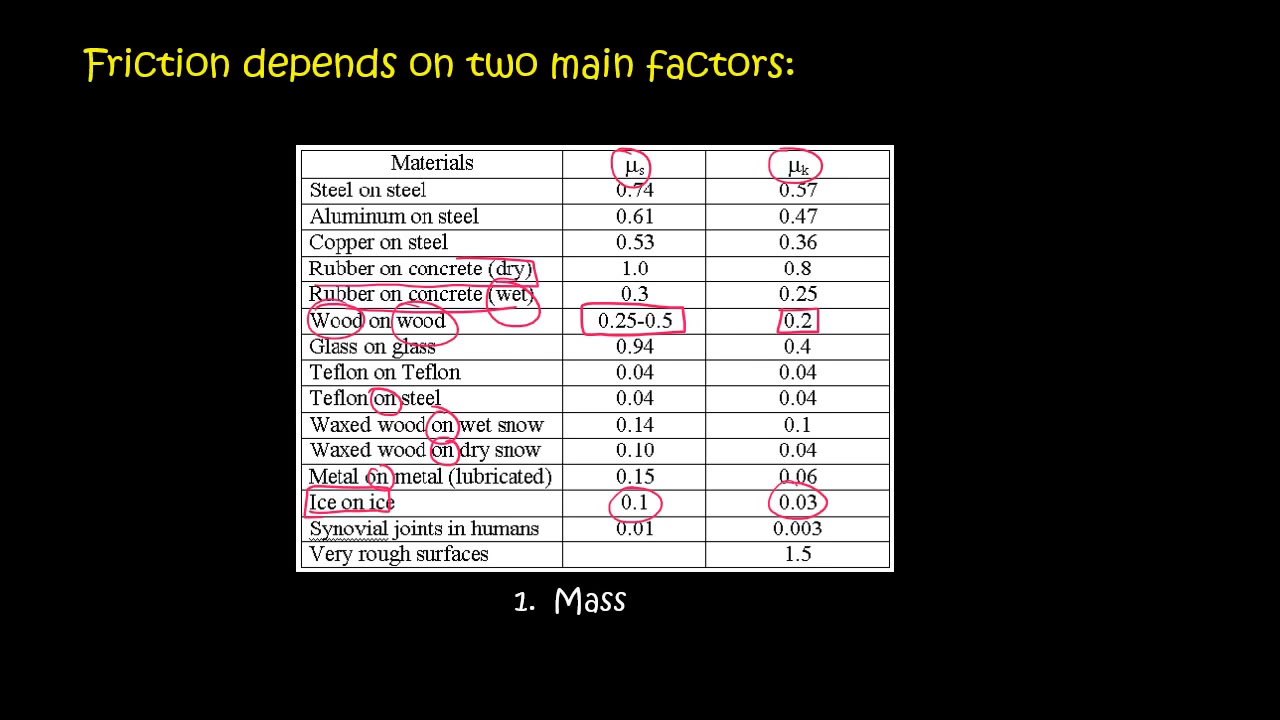 Friction depends on two main factors:
Materials μs μk
Steel on steel 0.74 0.57
Aluminum on steel 0.61 0.47
Copper on steel 0.53 0.36
Rubber on concrete (dry) 1.0 0.8
Rubber on concrete (wet) 0.3 0.25
Wood on wood 0.25-0.5 0.2
Glass on glass 0.94 0.4
Teflon on Teflon 0.04 0.04
Teflon on steel 0.04 0.04
Waxed wood on wet snow 0.14 0.1
Waxed wood on dry snow 0.10 0.04
Metal on metal (lubricated) 0.15 0.06
Ice on ice 0.1 0.03
Synovial joints in humans 0.01 0.003
Very rough surfaces 1.5
1. Mass